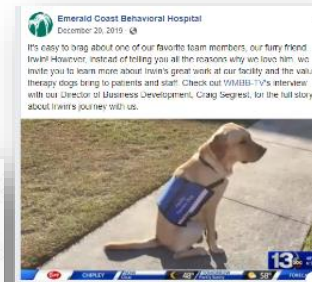 Emerald Coast Behavioral Hospital
December 20, 2019
It's easy to brag about one of our favorite team members, our furry friend
Irwin! However, instead of telling you all the reasons why we love him, we
invite you to learn more about Irwin's great work at our facility and the valu
therapy dogs bring to patients and staff. Check out WMBB-TV's interview
with our Director of Business Development, Craig Segrest, for the full story
about Irwin's journey with us.
13 abc
CHIPLEY
48°
58°